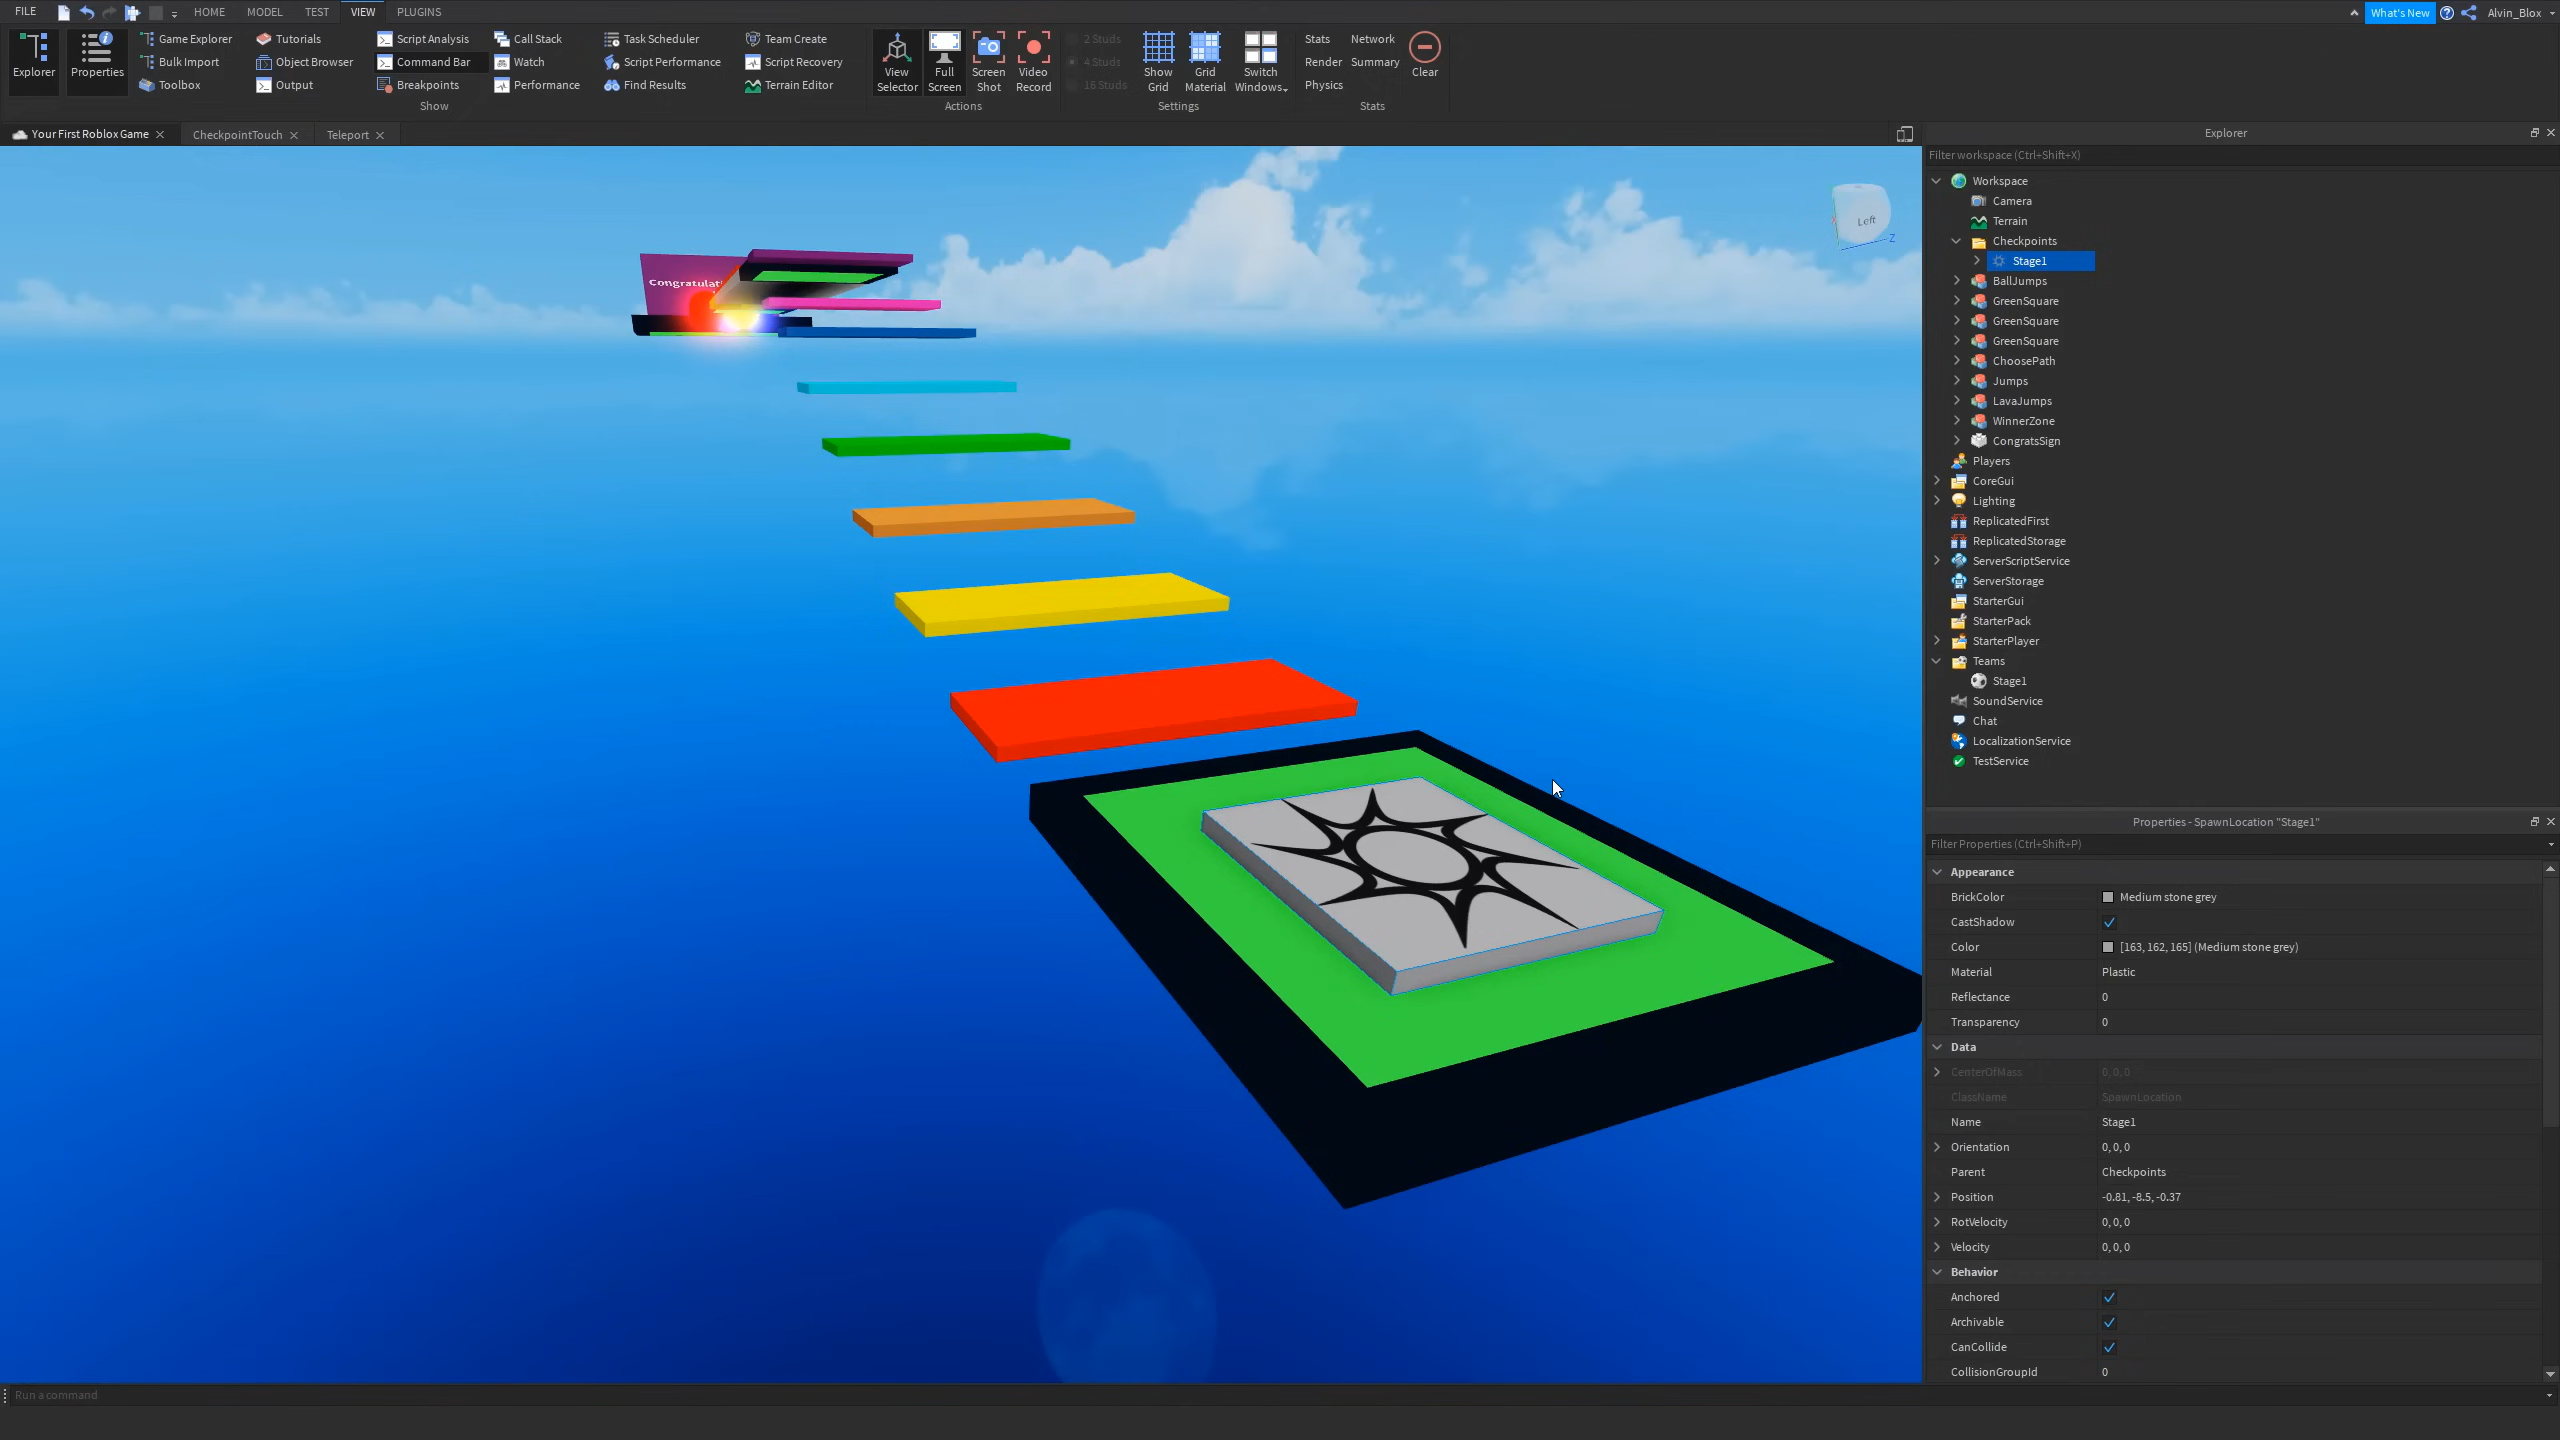 FILE HOME MODEL TEST VIEW PLUGINS What's New Alvin_Blox
Explorer
Properties
Game Explorer
Bulk Import
Toolbox
Tutorials
Object Browser
Output
Script Analysis
Command Bar
Breakpoints
Call Stack
Watch
Performance
Task Scheduler
Script Performance
Find Results
Team Create
Script Recovery
Terrain Editor
Show
View
Selector
Full
Screen
Screen
Shot
Video
Record
Actions
2 Studs
4 Studs
16 Studs
Show
Grid
Grid
Material
Switch
Windows
Settings
Stats
Render
Physics
Network
Summary
Clear
Stats
Your First Roblox Game CheckpointTouch Teleport
Congratulat
Left
Z
Explorer
Filter workspace (Ctrl+Shift+X)
Workspace
Camera
Terrain
Checkpoints
Stage1
BallJumps
GreenSquare
GreenSquare
GreenSquare
ChoosePath
Jumps
LavaJumps
WinnerZone
CongratsSign
Players
CoreGui
Lighting
ReplicatedFirst
ReplicatedStorage
ServerScriptService
ServerStorage
StarterGui
StarterPack
StarterPlayer
Teams
Stage1
SoundService
Chat
LocalizationService
TestService
Properties - SpawnLocation "Stage1"
Filter Properties (Ctrl+Shift+P)
Appearance
BrickColor Medium stone grey
CastShadow
Color [163, 162, 165] (Medium stone grey)
Material Plastic
Reflectance 0
Transparency 0
Data
CenterOfMass 0, 0, 0
ClassName SpawnLocation
Name Stage1
Orientation 0, 0, 0
Parent Checkpoints
Position -0.81, -8.5, -0.37
RotVelocity 0, 0, 0
Velocity 0, 0, 0
Behavior
Anchored
Archivable
CanCollide
CollisionGroupId 0
Run a command